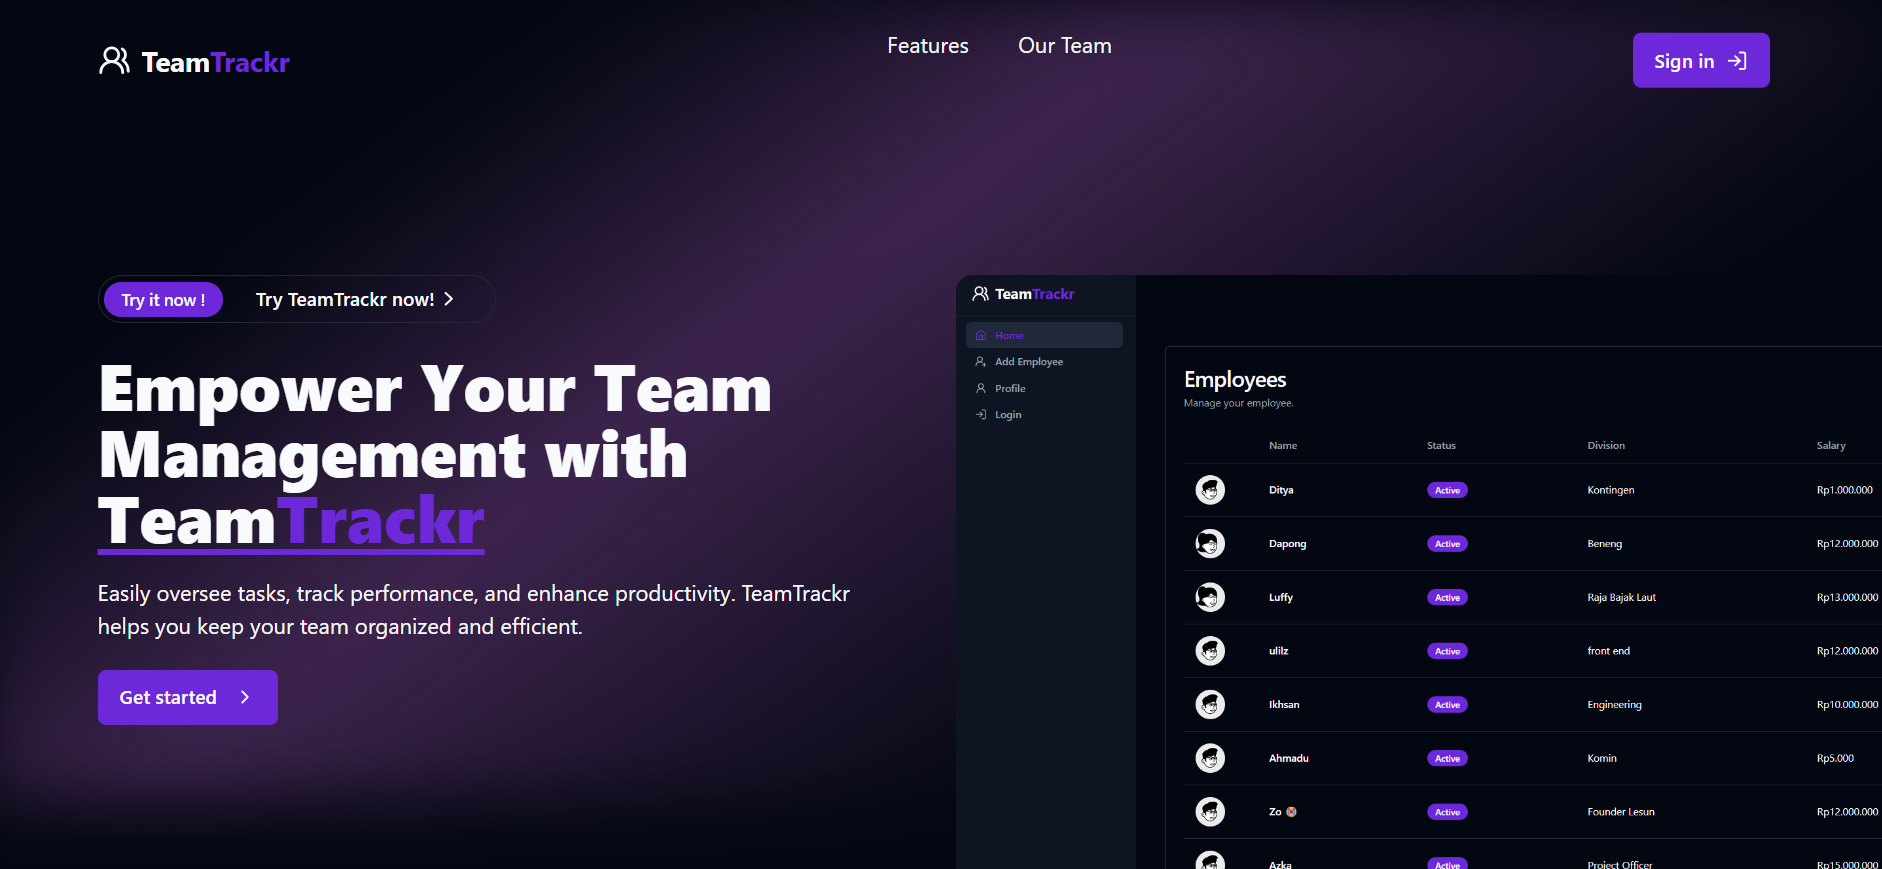 TeamTrackr
Features
Our Team
Sign in
Try it now !
Try TeamTrackr now!
Empower Your Team
Management with
TeamTrackr
Easily oversee tasks, track performance, and enhance productivity. TeamTrackr
helps you keep your team organized and efficient.
Get started
TeamTrackr
Home
Add Employee
Profile
Login
Employees
Manage your employee.
Name Status Division Salary
Ditya Active Kontingen Rp1.000.000
Dapong Active Beneng Rp12.000.000
Luffy Active Raja Bajak Laut Rp13.000.000
ulilz Active front end Rp12.000.000
Ikhsan Active Engineering Rp10.000.000
Ahmadu Active Komin Rp5.000
Zo Active Founder Lesun Rp12.000.000
Azka Active Project Officer Rp15.000.000